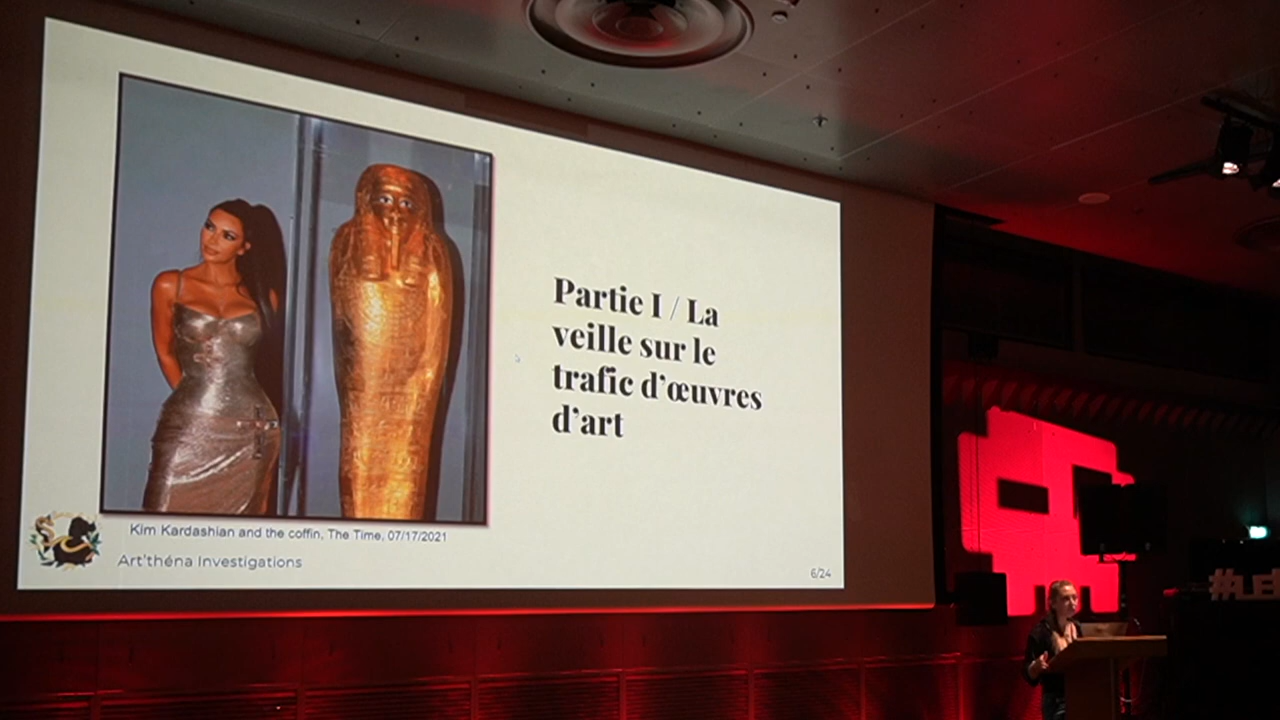 Partie I / La
veille sur le
trafic d'œuvres
d'art
Kim Kardashian and the coffin, The Time, 07/17/2021
Art'théna Investigations
6/24